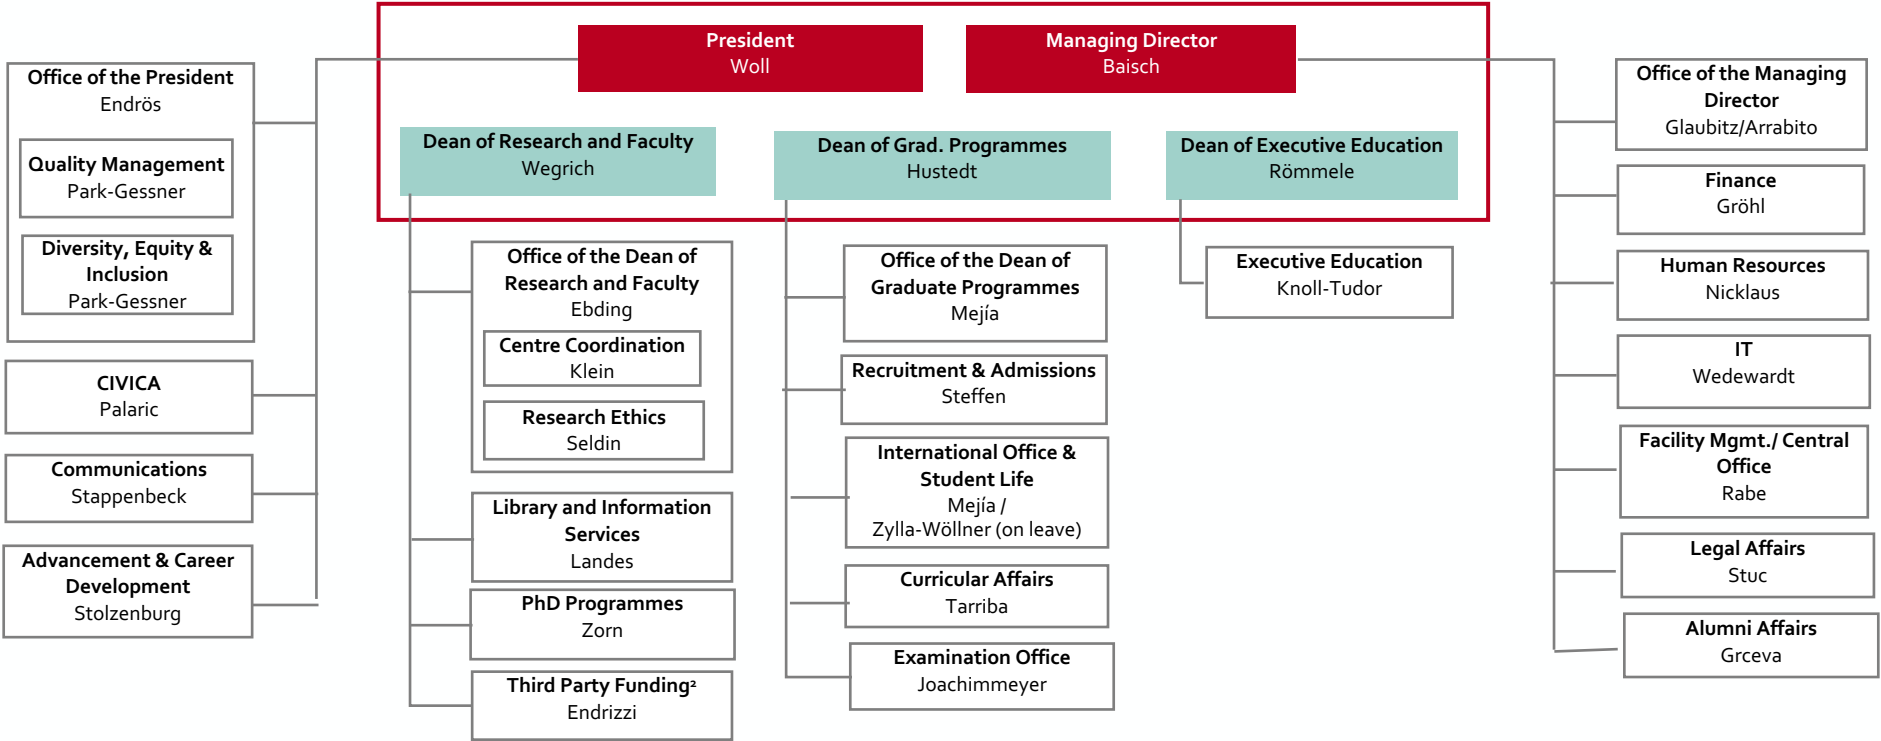 President
Woll
Managing Director
Baisch
Dean of Research and Faculty
Wegrich
Dean of Grad. Programmes
Hustedt
Dean of Executive Education
Römmele
Office of the President
Endrös
Quality Management
Park-Gessner
Diversity, Equity &
Inclusion
Park-Gessner
CIVICA
Palaric
Communications
Stappenbeck
Advancement & Career
Development
Stolzenburg
Office of the Dean of
Research and Faculty
Ebding
Centre Coordination
Klein
Research Ethics
Seldin
Library and Information
Services
Landes
PhD Programmes
Zorn
Third Party Funding²
Endrizzi
Office of the Dean of
Graduate Programmes
Mejía
Recruitment & Admissions
Steffen
International Office &
Student Life
Mejía /
Zylla-Wöllner (on leave)
Curricular Affairs
Tarriba
Examination Office
Joachimmeyer
Executive Education
Knoll-Tudor
Office of the Managing
Director
Glaubitz/Arrabito
Finance
Gröhl
Human Resources
Nicklaus
IT
Wedewardt
Facility Mgmt./ Central
Office
Rabe
Legal Affairs
Stuc
Alumni Affairs
Grceva